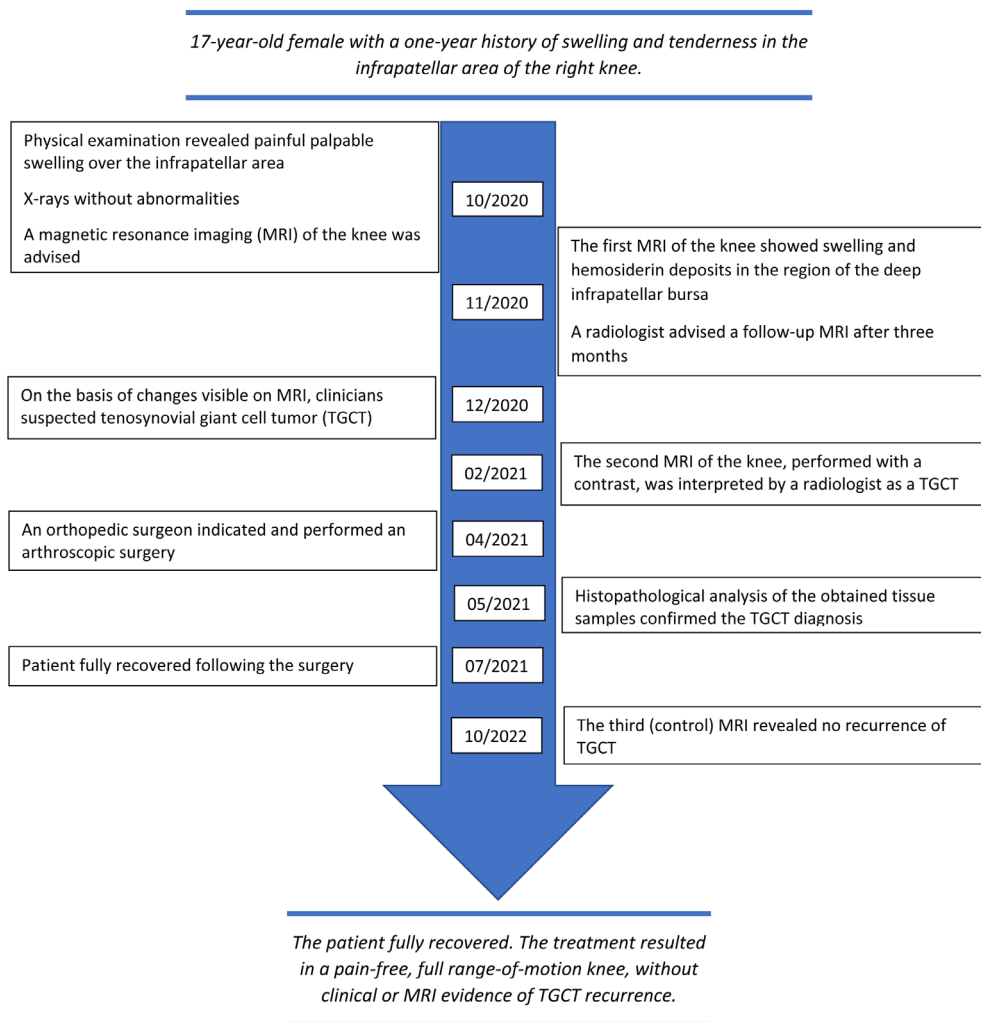 17-year-old female with a one-year history of swelling and tenderness in the
infrapatellar area of the right knee.
Physical examination revealed painful palpable
swelling over the infrapatellar area
X-rays without abnormalities
A magnetic resonance imaging (MRI) of the knee was
advised
10/2020
The first MRI of the knee showed swelling and
hemosiderin deposits in the region of the deep
infrapatellar bursa
A radiologist advised a follow-up MRI after three
months
11/2020
On the basis of changes visible on MRI, clinicians
suspected tenosynovial giant cell tumor (TGCT)
12/2020
02/2021
The second MRI of the knee, performed with a
contrast, was interpreted by a radiologist as a TGCT
An orthopedic surgeon indicated and performed an
arthroscopic surgery
04/2021
05/2021
Histopathological analysis of the obtained tissue
samples confirmed the TGCT diagnosis
Patient fully recovered following the surgery
07/2021
10/2022
The third (control) MRI revealed no recurrence of
TGCT
The patient fully recovered. The treatment resulted
in a pain-free, full range-of-motion knee, without
clinical or MRI evidence of TGCT recurrence.